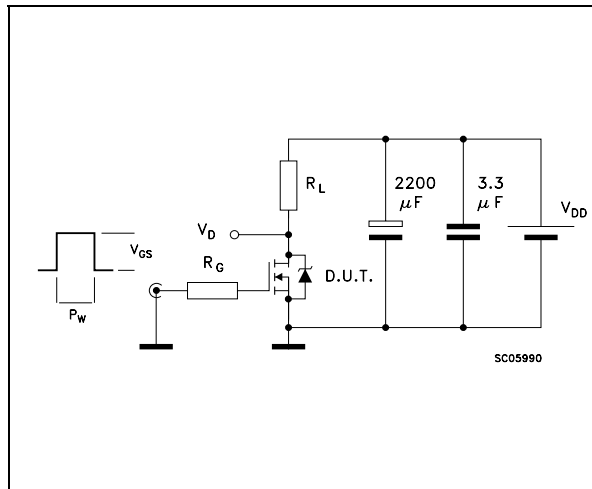 R_L
2200
μF
3.3
μF
V_DD
V_D
V_GS
R_G
D.U.T.
P_W
SC05990